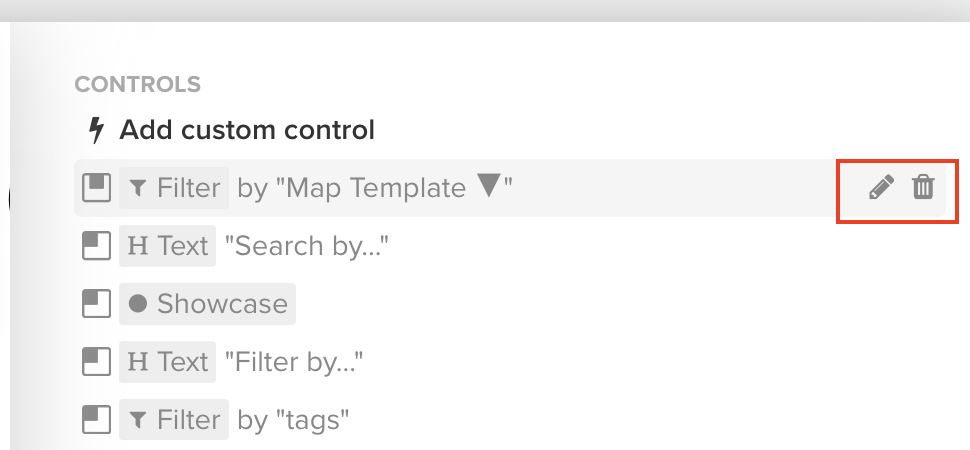 CONTROLS
Add custom control
Filter by "Map Template ▼"
H Text "Search by..."
Showcase
H Text "Filter by..."
Filter by "tags"